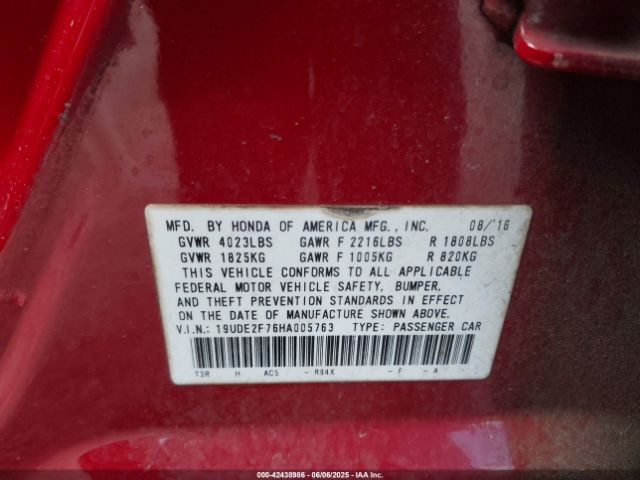 MFD. BY HONDA OF AMERICA MFG., INC. 08/'16
GVWR 4023LBS GAWR F 2216LBS R 1808LBS
GVWR 1825KG GAWR F 1005KG R 820KG
THIS VEHICLE CONFORMS TO ALL APPLICABLE
FEDERAL MOTOR VEHICLE SAFETY, BUMPER,
AND THEFT PREVENTION STANDARDS IN EFFECT
ON THE DATE OF MANUFACTURE SHOWN ABOVE.
V.I.N.: 19UDE2F76HA005763 TYPE: PASSENGER CAR
T3R H AC5 - R94X - F - A
000-42438986 - 06/06/2025 - IAA Inc.